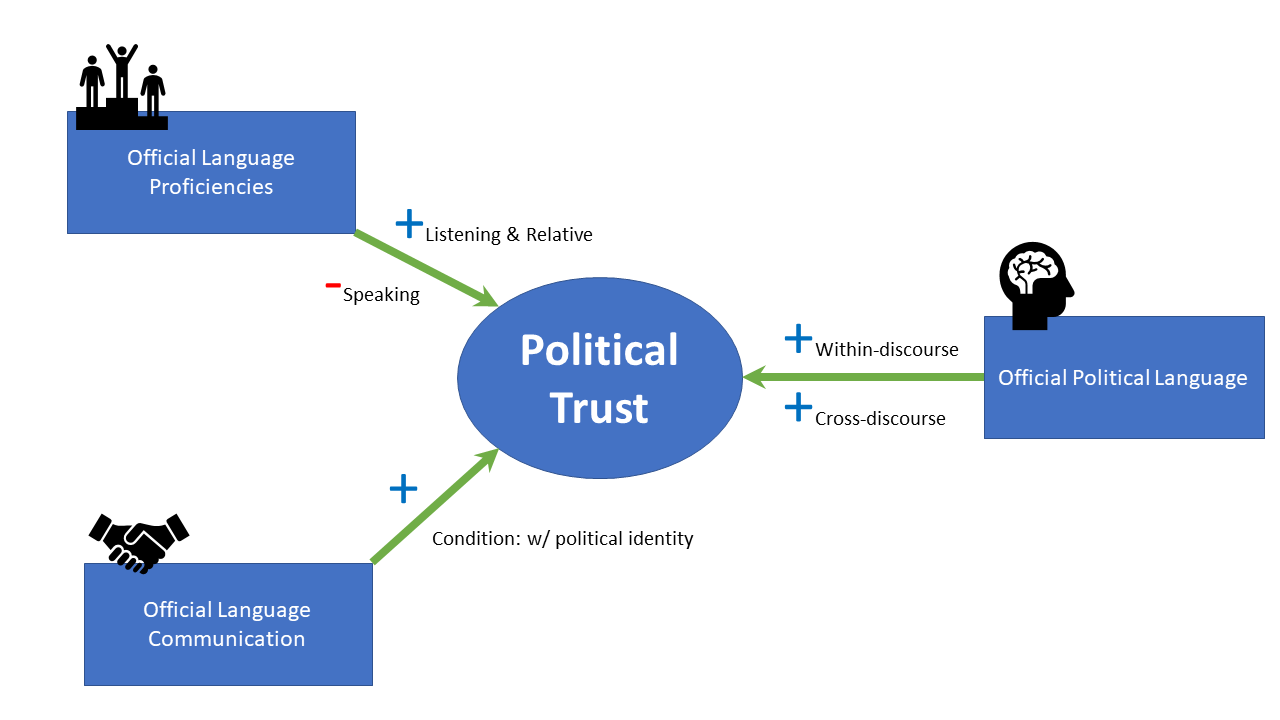 Official Language
Proficiencies
+
Listening & Relative
-
Speaking
Political
Trust
+
Within-discourse
Official Political Language
+
Cross-discourse
+
Condition: w/ political identity
Official Language
Communication